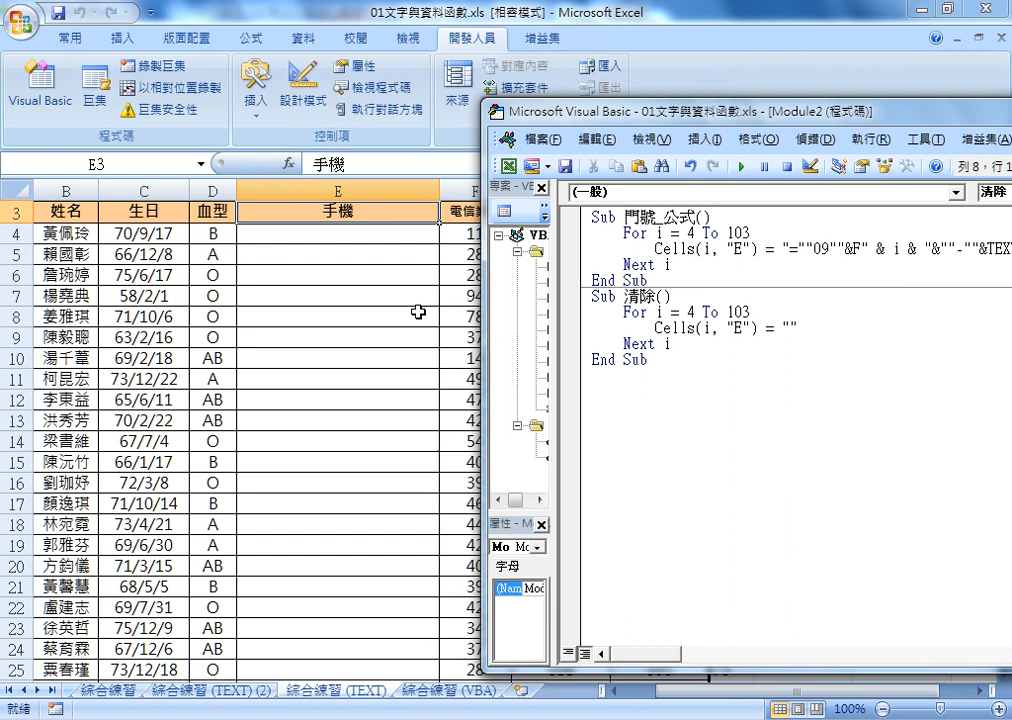 01文字與資料函數.xls [相容模式] - Microsoft Excel
常用 插入 版面配置 公式 資料 校閱 檢視 開發人員 增益集
Visual Basic 巨集 錄製巨集 以相對位置錄製 巨集安全性 程式碼
插入 設計模式 屬性 檢視程式碼 執行對話方塊 控制項
來源 對應內容 擴充套件 匯入 匯出
E3 fx 手機
B C D E F
3 姓名 生日 血型 手機
4 黃佩玲 70/9/17 B
5 賴國彰 66/12/8 A
6 詹琬婷 75/6/17 O
7 楊堯典 58/2/1 O
8 姜雅琪 71/10/6 O
9 陳毅聰 63/2/16 O
10 湯千葦 69/2/18 AB
11 柯昆宏 73/12/22 A
12 李東益 65/6/11 AB
13 洪秀芳 70/2/22 AB
14 梁書維 67/7/4 O
15 陳沅竹 66/1/17 B
16 劉珈妤 72/3/8 O
17 顏逸琪 71/10/14 B
18 林宛霓 73/4/21 A
19 郭雅芬 69/6/30 A
20 方鈞儀 71/3/15 AB
21 黃馨慧 68/5/5 B
22 盧建志 69/7/31 O
23 徐英哲 75/12/9 AB
24 蔡育霖 67/12/6 AB
25 粟春瑾 73/12/18 O
綜合練習 綜合練習 (TEXT) (2) 綜合練習 (TEXT) 綜合練習 (VBA)
就緒 100%
Microsoft Visual Basic - 01文字與資料函數.xls - [Module2 (程式碼)]
檔案(F) 編輯(E) 檢視(V) 插入(I) 格式(O) 偵錯(D) 執行(R) 工具(T) 增益集(A)
列 8，行 1
專案 - VB
(一般) 清除
VB
Sub 門號_公式()
For i = 4 To 103
Cells(i, "E") = "=""09""&F" & i & "&""-""&TEX
Next i
End Sub
Sub 清除()
For i = 4 To 103
Cells(i, "E") = ""
Next i
End Sub
屬性 - M
字母